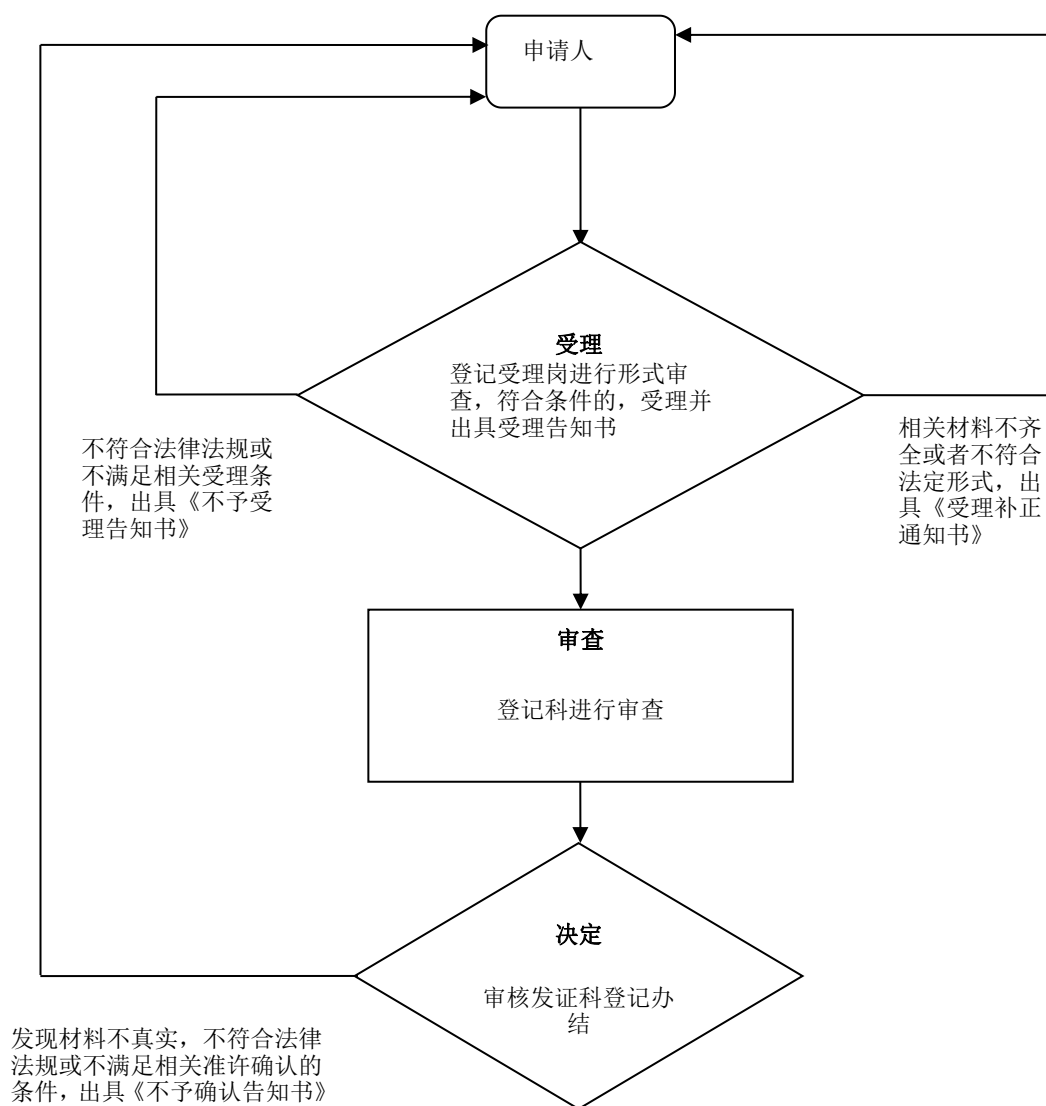 申请人
受理
登记受理岗进行形式审
查，符合条件的，受理并
出具受理告知书
不符合法律法规或
不满足相关受理条
件，出具《不予受
理告知书》
相关材料不齐
全或者不符合
法定形式，出
具《受理补正
通知书》
审查
登记科进行审查
决定
审核发证科登记办
结
发现材料不真实，不符合法律
法规或不满足相关准许确认的
条件，出具《不予确认告知书》